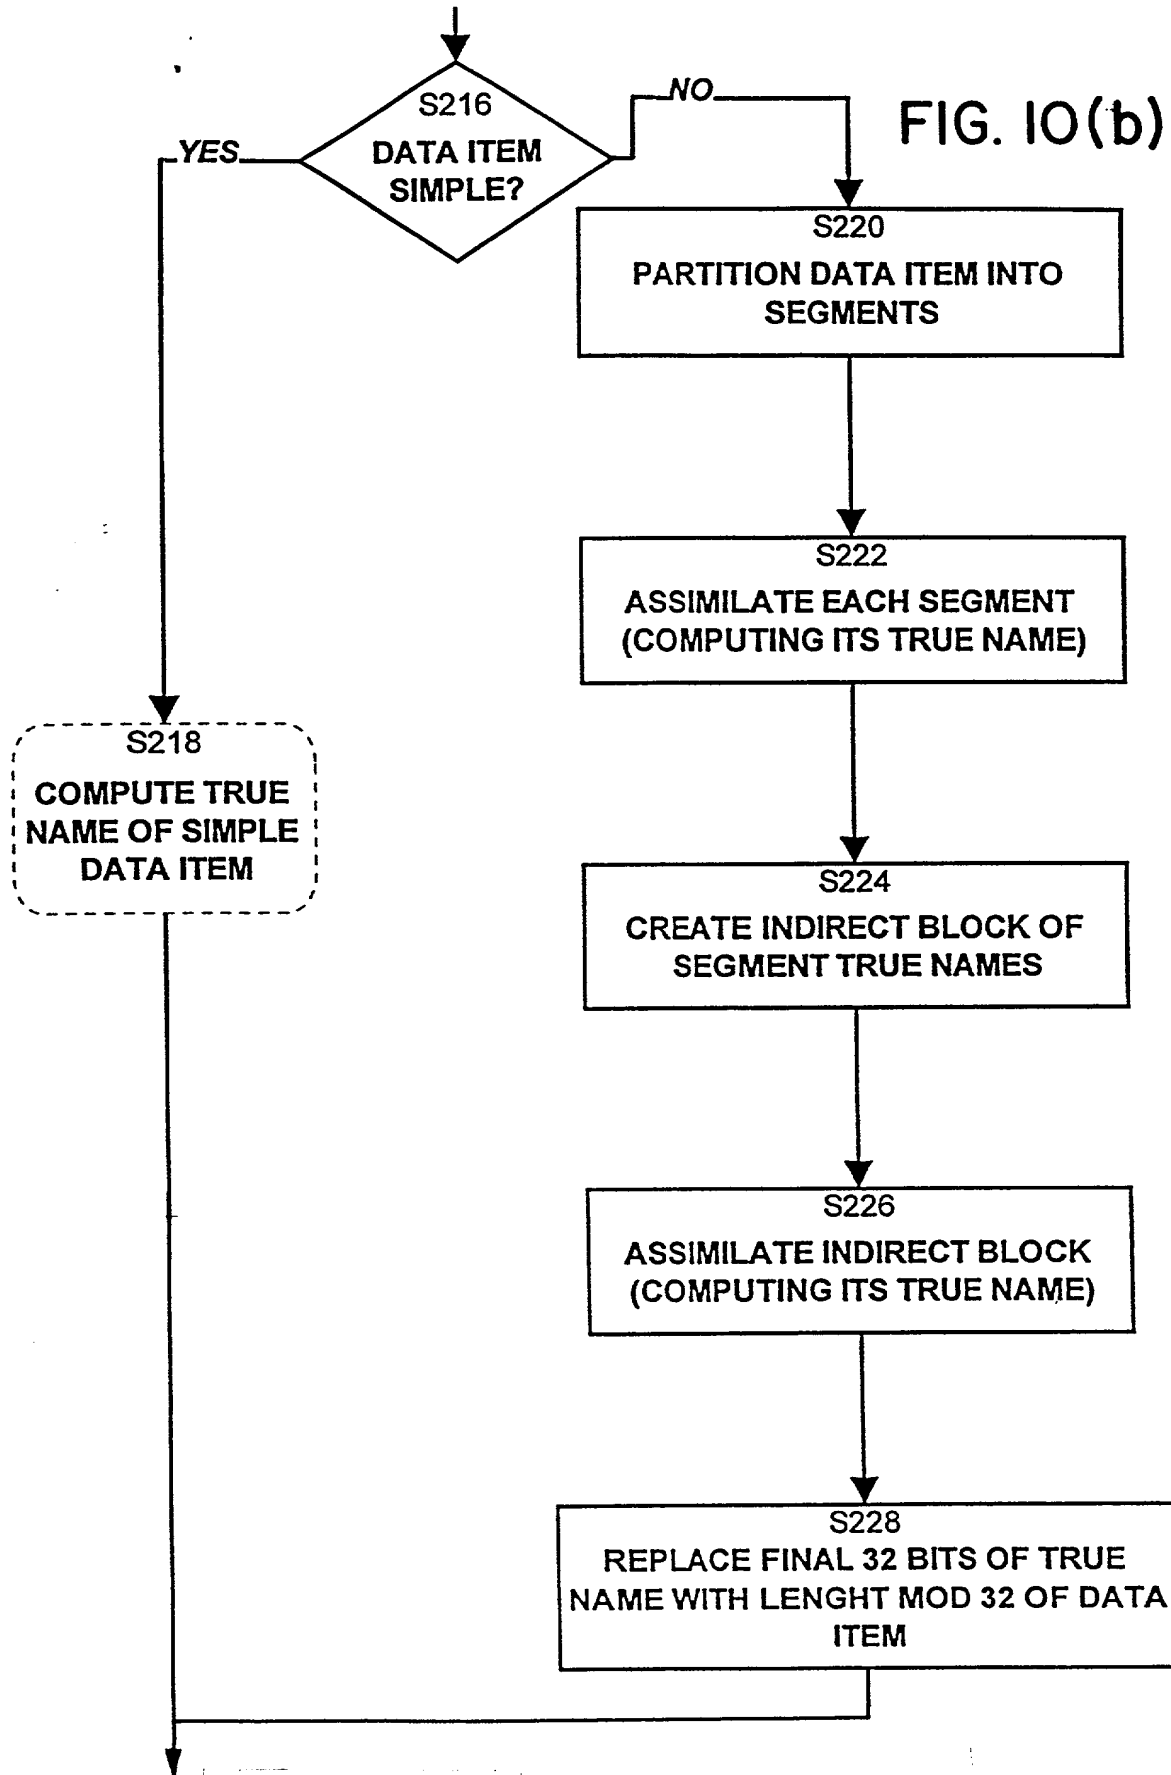 FIG. 10(b)
S216
DATA ITEM
SIMPLE?
YES
NO
S220
PARTITION DATA ITEM INTO
SEGMENTS
S222
ASSIMILATE EACH SEGMENT
(COMPUTING ITS TRUE NAME)
S218
COMPUTE TRUE
NAME OF SIMPLE
DATA ITEM
S224
CREATE INDIRECT BLOCK OF
SEGMENT TRUE NAMES
S226
ASSIMILATE INDIRECT BLOCK
(COMPUTING ITS TRUE NAME)
S228
REPLACE FINAL 32 BITS OF TRUE
NAME WITH LENGHT MOD 32 OF DATA
ITEM